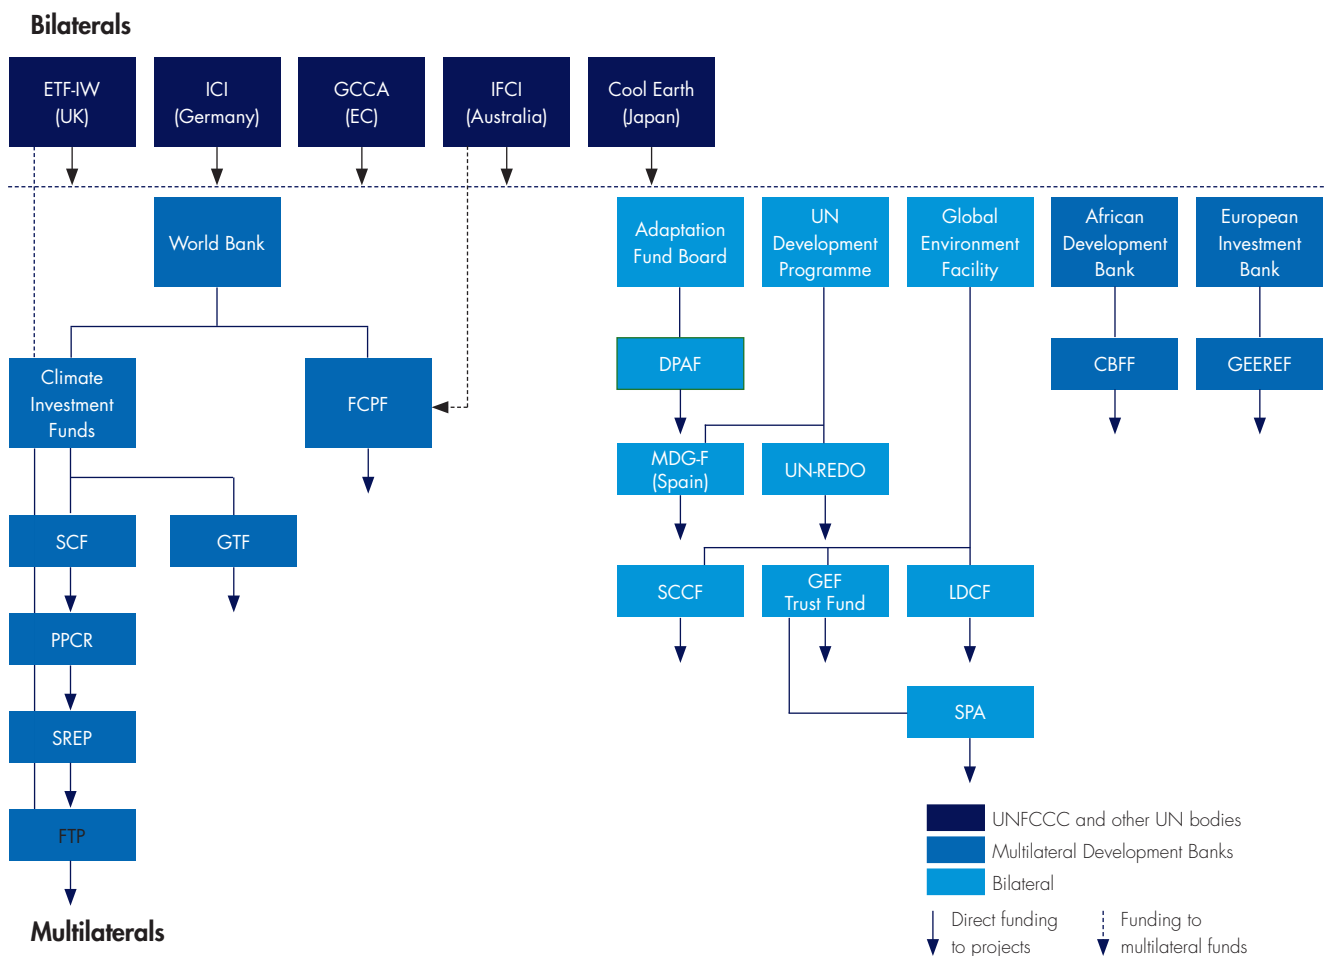 Bilaterals
ETF-IW
(UK)
ICI
(Germany)
GCCA
(EC)
IFCI
(Australia)
Cool Earth
(Japan)
World Bank
Adaptation
Fund Board
UN
Development
Programme
Global
Environment
Facility
African
Development
Bank
European
Investment
Bank
Climate
Investment
Funds
FCPF
DPAF
CBFF
GEEREF
MDG-F
(Spain)
UN-REDO
SCF
GTF
SCCF
GEF
Trust Fund
LDCF
PPCR
SPA
SREP
FTP
UNFCCC and other UN bodies
Multilateral Development Banks
Bilateral
Direct funding
to projects
Funding to
multilateral funds
Multilaterals